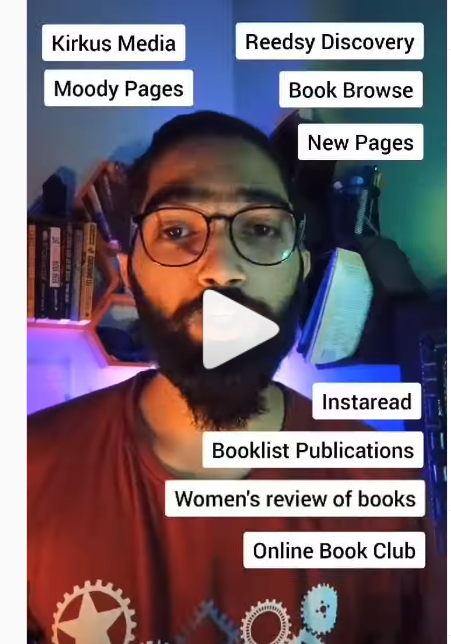 Kirkus Media
Reedsy Discovery
Moody Pages
Book Browse
New Pages
Instaread
Booklist Publications
Women's review of books
Online Book Club